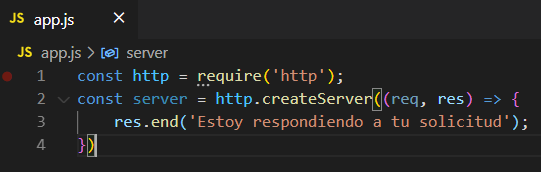 JS app.js ×
JS app.js > server
1 const http = require('http');
2 const server = http.createServer((req, res) => {
3 res.end('Estoy respondiendo a tu solicitud');
4 })